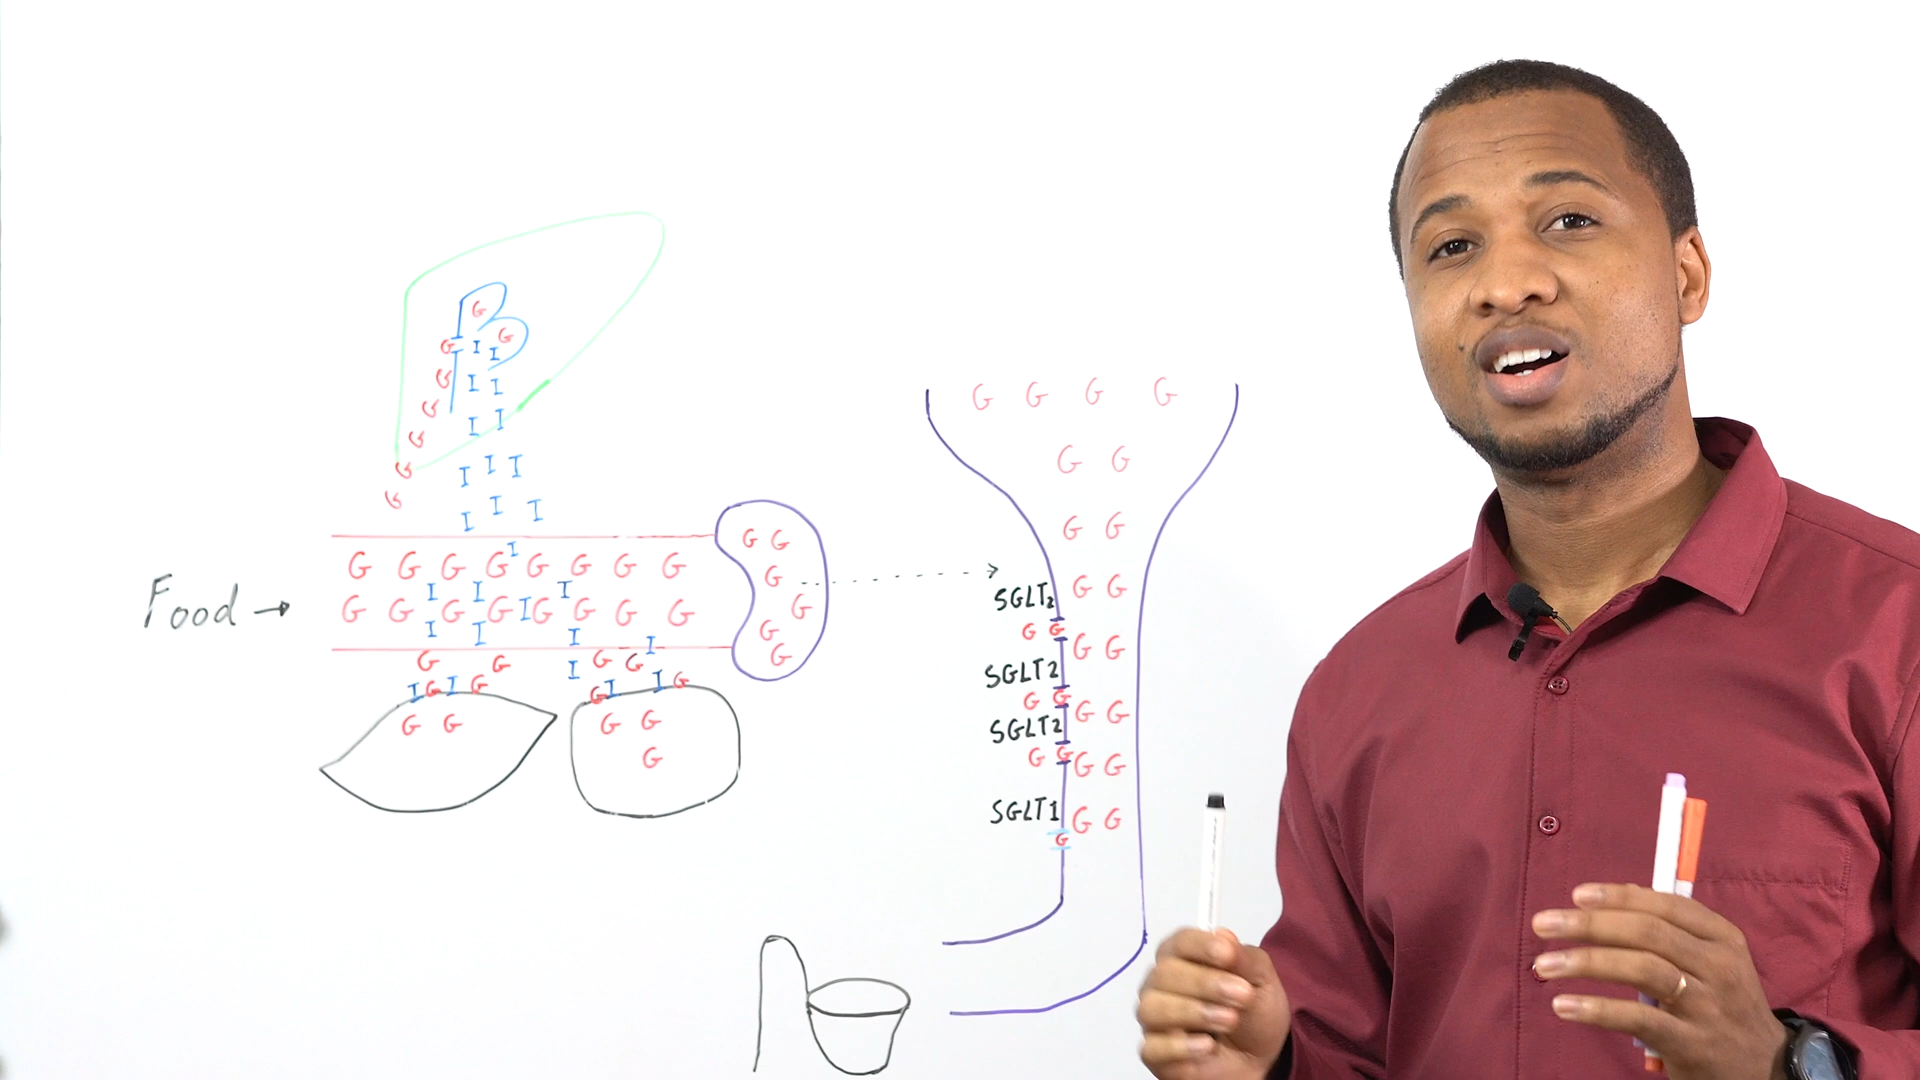 G
G
G I I
G I I
G
I I
G
G I I I
G I I I
I
G G G G G G G G
I I I
Food → G G G G I G G G G
I I I I
G G I G G
I G I G G I I G
G G G G
G
G G
G
G
G
G
G G G G
G G
G G
SGLT2 G G
G G G G
SGLT2
G G G G
SGLT2
G G G G
SGLT1 G G
G